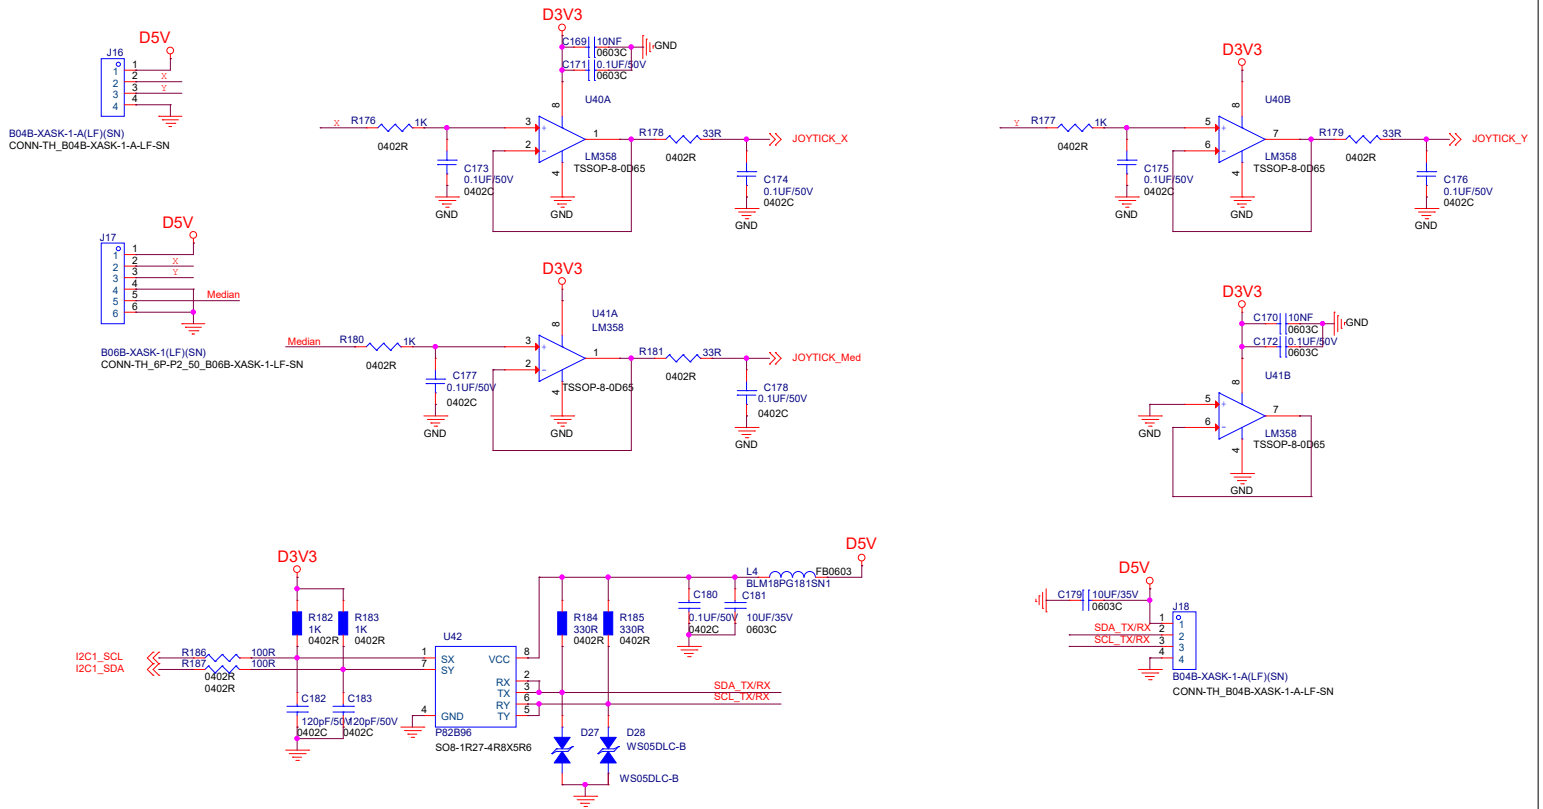 D5V
J16
1
1
2
2
X
3
3
Y
4
4
B04B-XASK-1-A(LF)(SN)
CONN-TH_B04B-XASK-1-A-LF-SN
D3V3
C169
10NF
0603C
GND
C171
0.1UF/50V
0603C
U40A
8
X
R176
1K
0402R
3
+
2
-
1
4
LM358
TSSOP-8-0D65
R178
33R
0402R
JOYTICK_X
C173
0.1UF/50V
0402C
GND
GND
C174
0.1UF/50V
0402C
GND
D3V3
U40B
8
Y
R177
1K
0402R
5
+
6
-
7
4
LM358
TSSOP-8-0D65
R179
33R
0402R
JOYTICK_Y
C175
0.1UF/50V
0402C
GND
GND
C176
0.1UF/50V
0402C
GND
D5V
J17
1
1
2
2
X
3
3
Y
4
4
5
5
Median
6
6
B06B-XASK-1(LF)(SN)
CONN-TH_6P-P2_50_B06B-XASK-1-LF-SN
D3V3
U41A
LM358
8
Median
R180
1K
0402R
3
+
2
-
1
4
TSSOP-8-0D65
R181
33R
0402R
JOYTICK_Med
C177
0.1UF/50V
0402C
GND
GND
C178
0.1UF/50V
0402C
GND
D3V3
C170
10NF
0603C
GND
C172
0.1UF/50V
0603C
U41B
8
5
+
6
-
7
4
GND
LM358
TSSOP-8-0D65
GND
D3V3
R182
1K
0402R
R183
1K
0402R
I2C1_SCL
I2C1_SDA
R186
100R
R187
100R
0402R
0402R
C182
120pF/50V
0402C
C183
120pF/50V
0402C
U42
1
SX
7
SY
4
GND
VCC
8
RX
2
TX
3
RY
6
TY
5
P82B96
SO8-1R27-4R8X5R6
R184
330R
0402R
R185
330R
0402R
C180
0.1UF/50V
0402C
C181
10UF/35V
0603C
L4
FB0603
BLM18PG181SN1
D5V
SDA_TX/RX
SCL_TX/RX
D27
D28
WS05DLC-B
WS05DLC-B
D5V
C179
10UF/35V
0603C
J18
1
1
SDA_TX/RX
2
2
SCL_TX/RX
3
3
4
4
B04B-XASK-1-A(LF)(SN)
CONN-TH_B04B-XASK-1-A-LF-SN